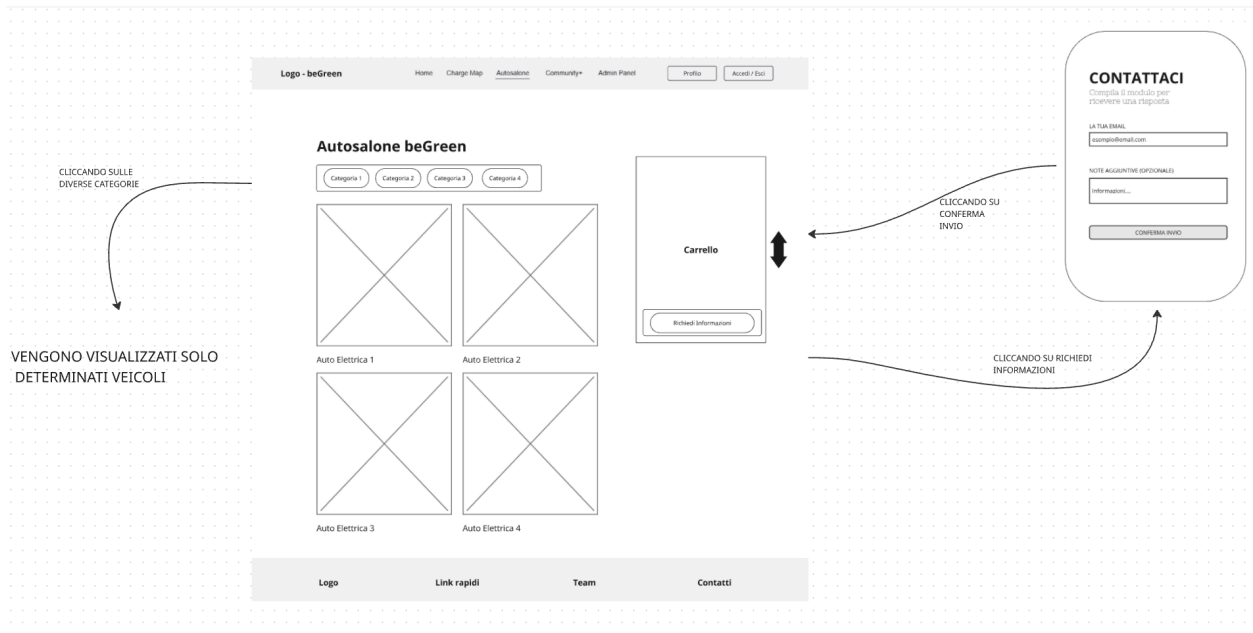 Logo - beGreen
Home
Charge Map
Autosalone
Community+
Admin Panel
Profilo
Accedi / Esci
Autosalone beGreen
Categoria 1
Categoria 2
Categoria 3
Categoria 4
Auto Elettrica 1
Auto Elettrica 2
Auto Elettrica 3
Auto Elettrica 4
Carrello
Richiedi Informazioni
Logo
Link rapidi
Team
Contatti
CLICCANDO SULLE
DIVERSE CATEGORIE
VENGONO VISUALIZZATI SOLO
DETERMINATI VEICOLI
CLICCANDO SU
CONFERMA
INVIO
CLICCANDO SU RICHIEDI
INFORMAZIONI
CONTATTACI
Compila il modulo per
ricevere una risposta
LA TUA EMAIL
esempio@email.com
NOTE AGGIUNTIVE (OPZIONALE)
informazioni....
CONFERMA INVIO